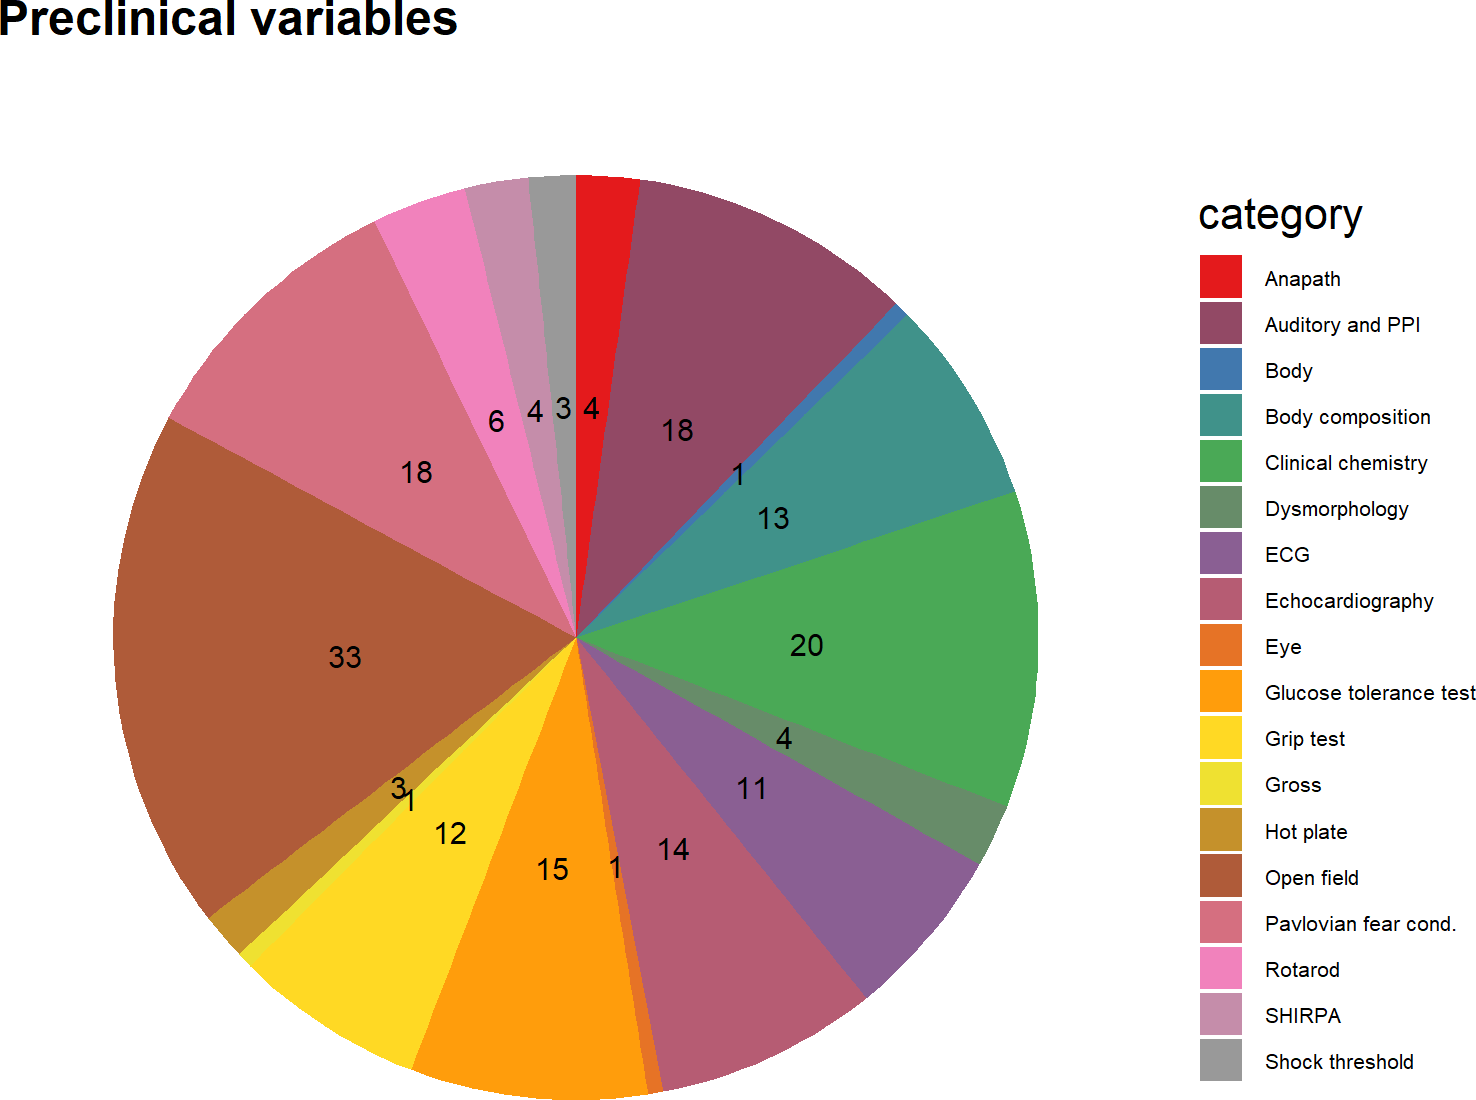 Preclinical variables
category
Anapath
Auditory and PPI
Body
Body composition
Clinical chemistry
Dysmorphology
ECG
Echocardiography
Eye
Glucose tolerance test
Grip test
Gross
Hot plate
Open field
Pavlovian fear cond.
Rotarod
SHIRPA
Shock threshold
4
18
1
13
20
4
11
14
1
15
12
1
3
33
18
6
4
3